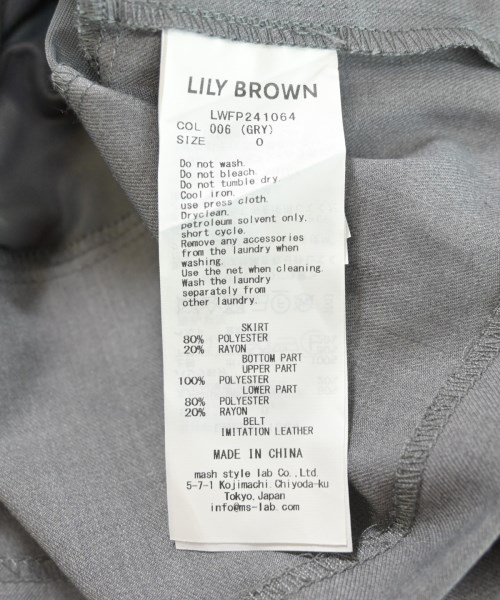 LILY BROWN
LWFP241064
COL 006 (GRY)
SIZE 0
Do not wash.
Do not bleach
Do not tumble dry.
Cool iron.
use press cloth.
Dryclean.
petroleum solvent only.
short cycle.
Remove any accessories
from the laundry when
washing.
Use the net when cleaning.
Wash the laundry
separately from
other laundry.
SKIRT
80% POLYESTER
20% RAYON
BOTTOM PART
UPPER PART
100% POLYESTER
LOWER PART
80% POLYESTER
20% RAYON
BELT
IMITATION LEATHER
MADE IN CHINA
mash style lab Co., Ltd.
5-7-1 Kojimachi. Chiyoda-ku
Tokyo, Japan
info@ms-lab.com